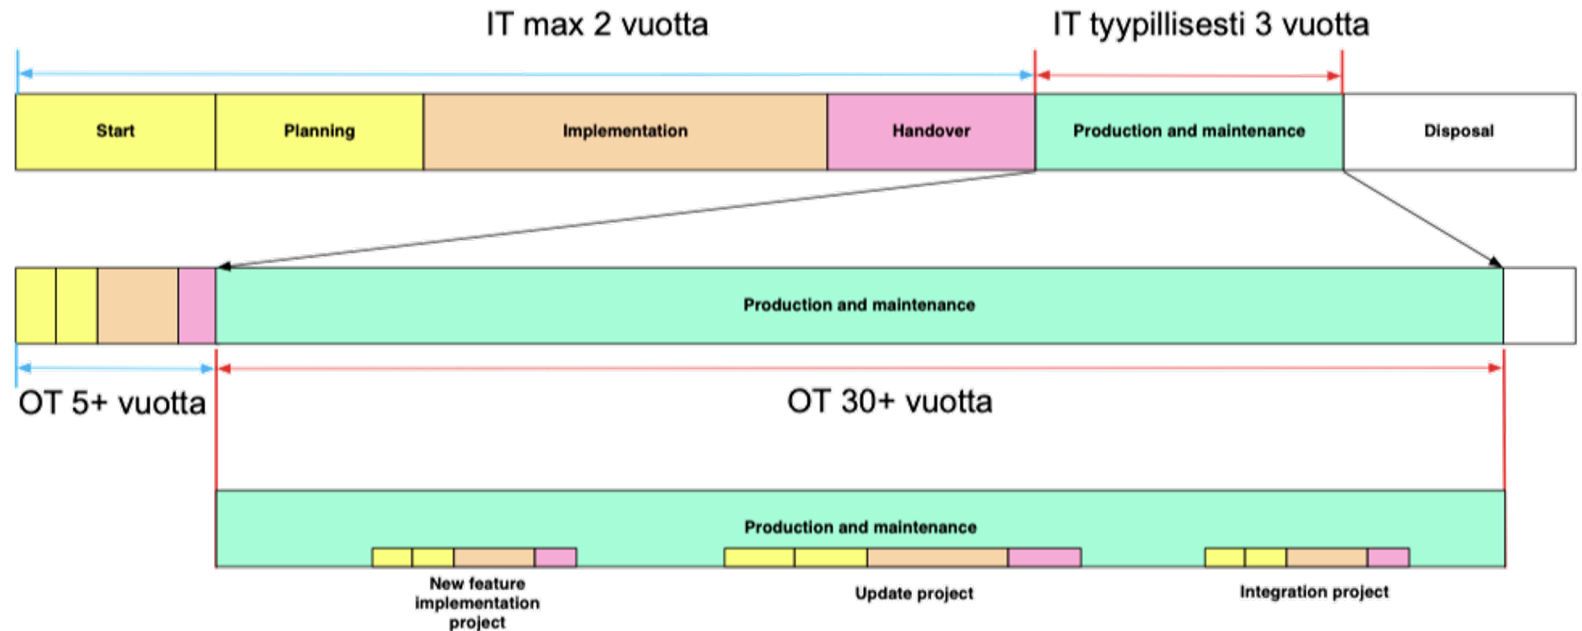 IT max 2 vuotta
IT tyypillisesti 3 vuotta
Start
Planning
Implementation
Handover
Production and maintenance
Disposal
Production and maintenance
OT 5+ vuotta
OT 30+ vuotta
Production and maintenance
New feature
implementation
project
Update project
Integration project